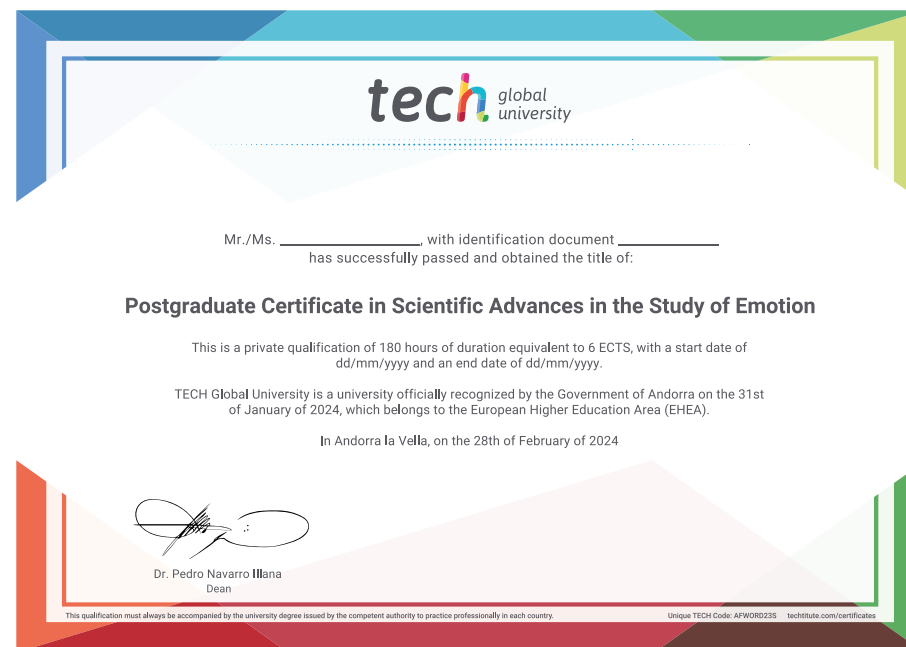 tech global
university
Mr./Ms. ____________, with identification document ____________
has successfully passed and obtained the title of:
Postgraduate Certificate in Scientific Advances in the Study of Emotion
This is a private qualification of 180 hours of duration equivalent to 6 ECTS, with a start date of
dd/mm/yyyy and an end date of dd/mm/yyyy.
TECH Global University is a university officially recognized by the Government of Andorra on the 31st
of January of 2024, which belongs to the European Higher Education Area (EHEA).
In Andorra la Vella, on the 28th of February of 2024
Dr. Pedro Navarro Illana
Dean
This qualification must always be accompanied by the university degree issued by the competent authority to practice professionally in each country.
Unique TECH Code: AFWORD23S techtitute.com/certificates